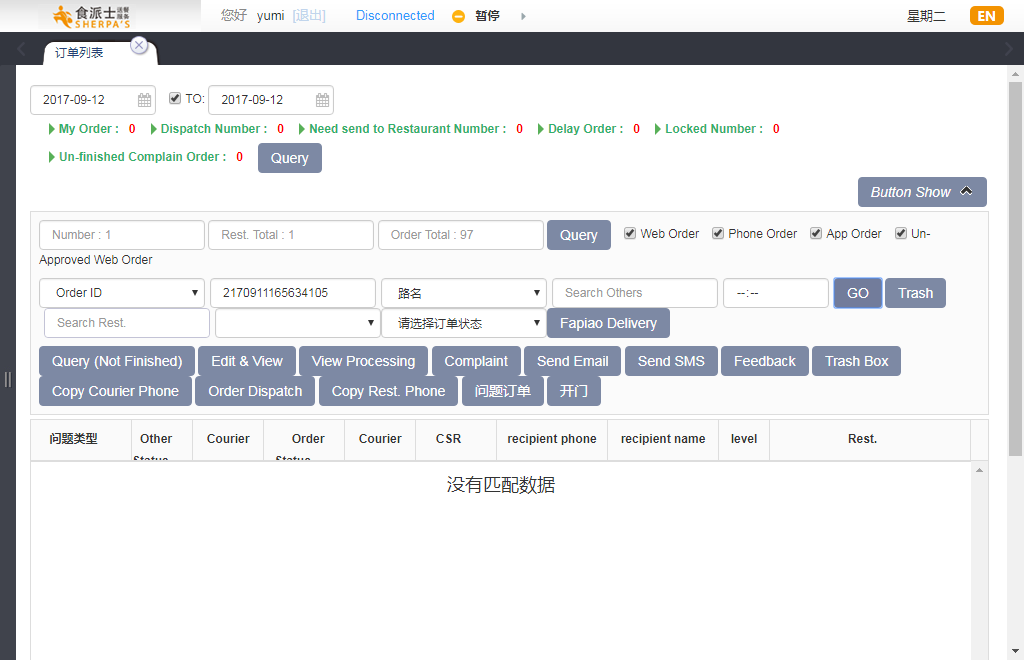 食派士 送餐服务 SHERPA'S 您好 yumi [退出] Disconnected 暂停 星期二 EN
订单列表
2017-09-12 TO: 2017-09-12
My Order : 0 Dispatch Number : 0 Need send to Restaurant Number : 0 Delay Order : 0 Locked Number : 0
Un-finished Complain Order : 0 Query
Button Show
Number : 1 Rest. Total : 1 Order Total : 97 Query Web Order Phone Order App Order Un-
Approved Web Order
Order ID 2170911165634105 路名 Search Others --:-- GO Trash
Search Rest. 请选择订单状态 Fapiao Delivery
Query (Not Finished) Edit & View View Processing Complaint Send Email Send SMS Feedback Trash Box
Copy Courier Phone Order Dispatch Copy Rest. Phone 问题订单 开门
问题类型 Other Courier Order Courier CSR recipient phone recipient name level Rest.
Status Status
没有匹配数据